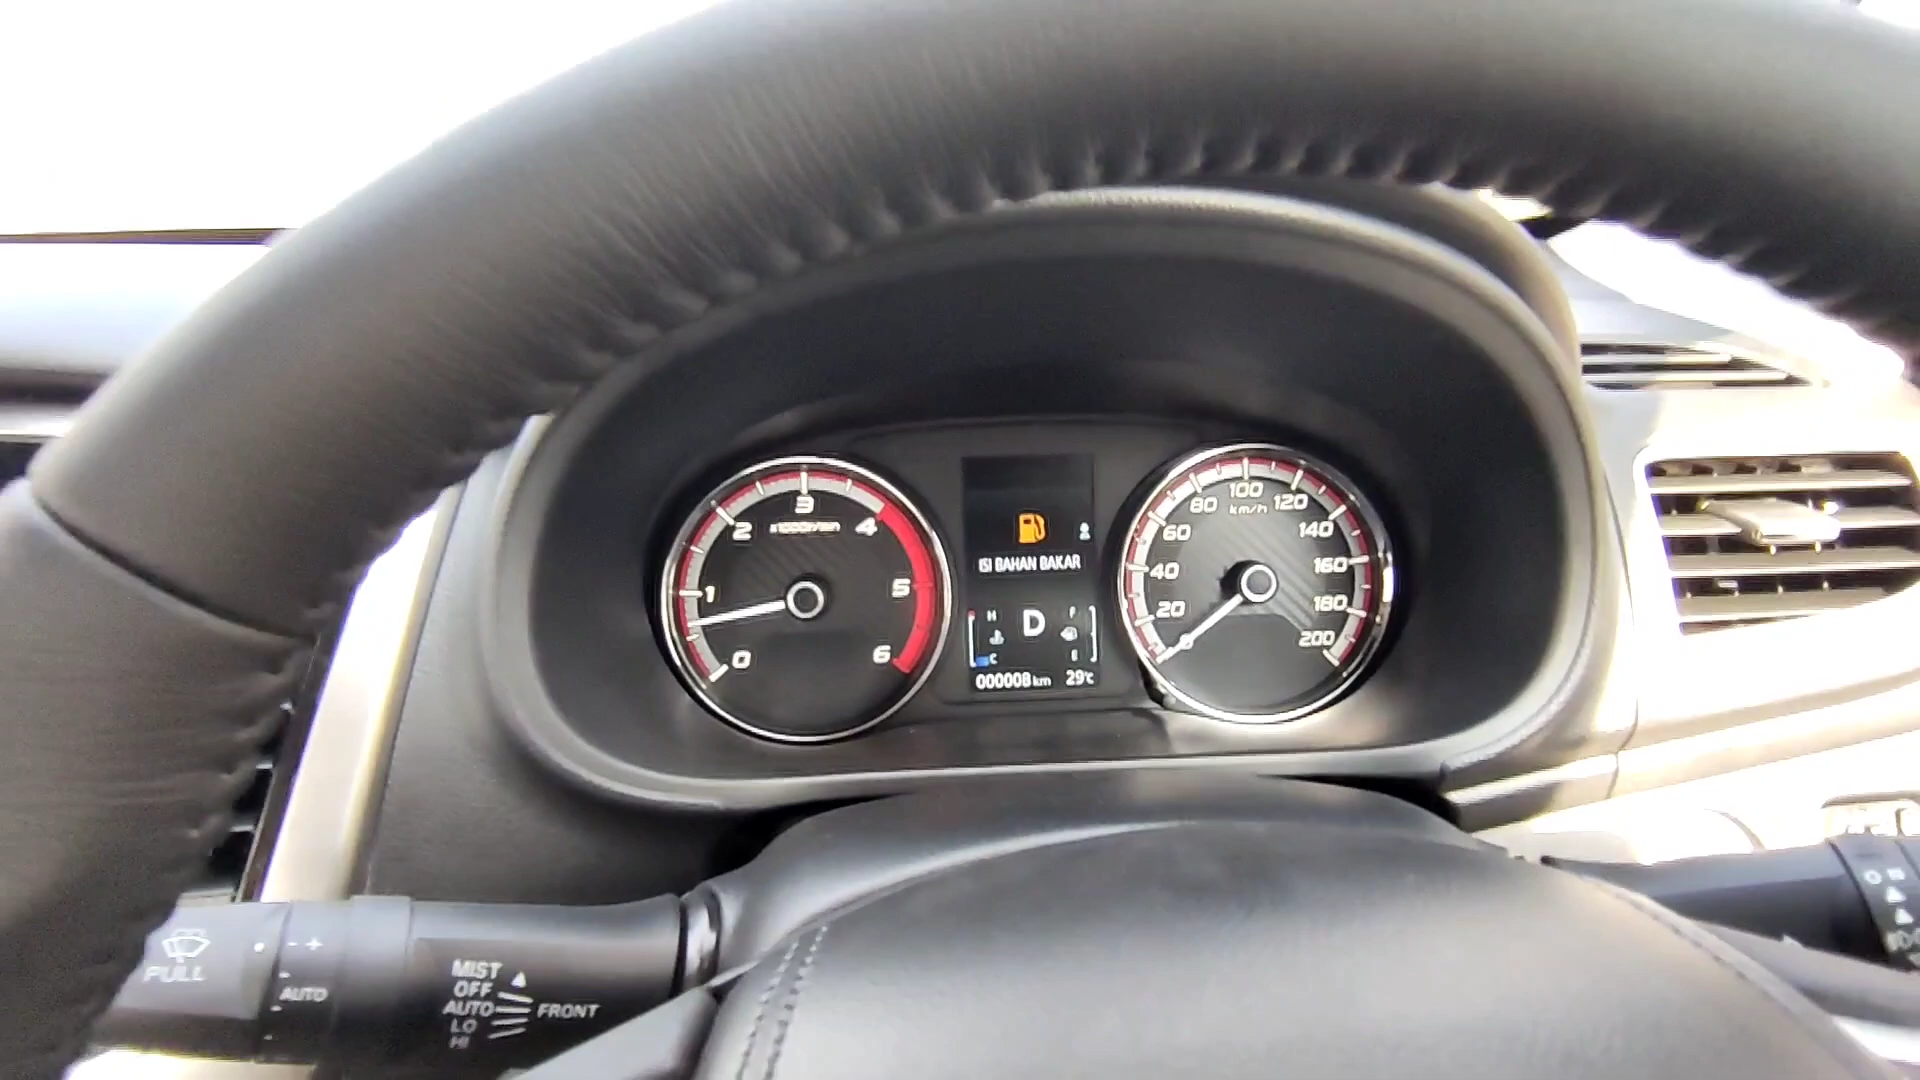 3
2
4
x1000r/min
1
5
0
6
ISI BAHAN BAKAR
H
D
F
C
E
000008 km
29°C
100
80
120
km/h
60
140
40
160
20
180
0
200
PULL
- +
AUTO
MIST
OFF
AUTO
FRONT
LO
HI